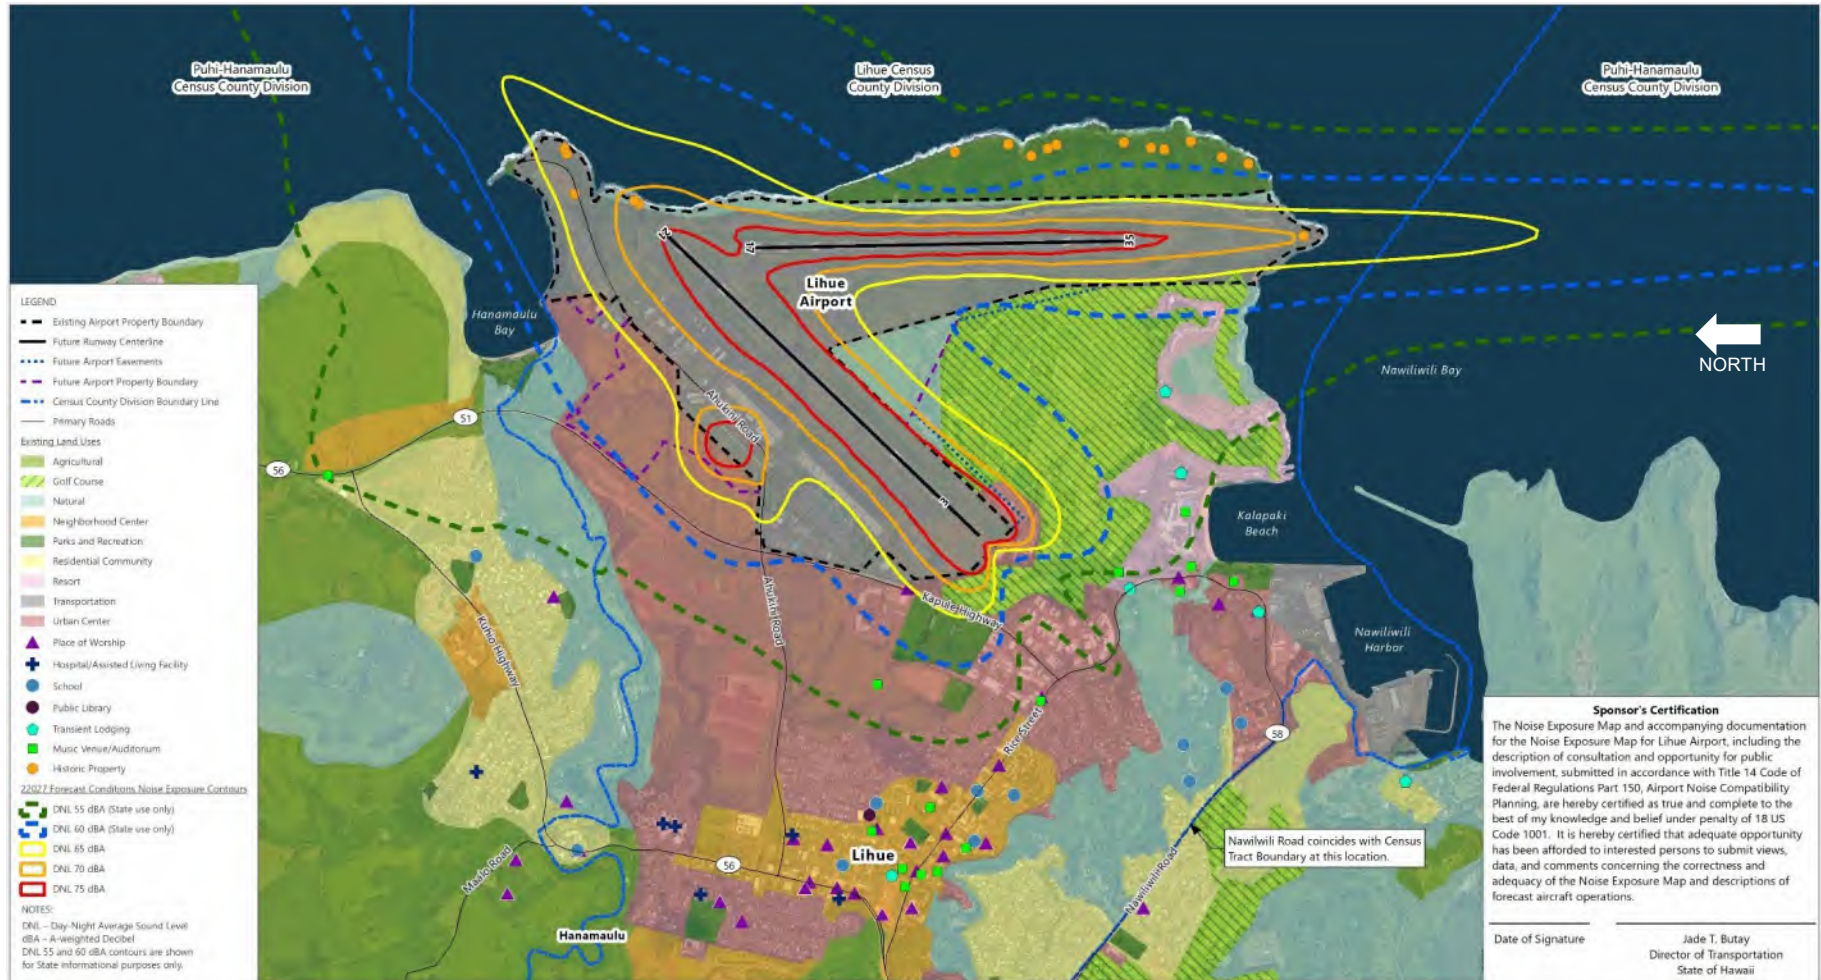 Puhi-Hanamaulu
Census County Division
Lihue Census
County Division
Puhi-Hanamaulu
Census County Division
21
17
35
Lihue
Airport
Hanamaulu
Bay
NORTH
Nawiliwili Bay
51
56
Ahukini Road
3
Kalapaki
Beach
Kapule Highway
Ahukini Road
Kuhio Highway
Nawiliwili
Harbor
Rice Street
58
Nawilwili Road coincides with Census
Tract Boundary at this location.
Lihue
56
Maalo Road
Nawiliwili Road
Hanamaulu
LEGEND
Existing Airport Property Boundary
Future Runway Centerline
Future Airport Easements
Future Airport Property Boundary
Census County Division Boundary Line
Primary Roads
Existing Land Uses
Agricultural
Golf Course
Natural
Neighborhood Center
Parks and Recreation
Residential Community
Resort
Transportation
Urban Center
Place of Worship
Hospital/Assisted Living Facility
School
Public Library
Transient Lodging
Music Venue/Auditorium
Historic Property
22027 Forecast Conditions Noise Exposure Contours
DNL 55 dBA (State use only)
DNL 60 dBA (State use only)
DNL 65 dBA
DNL 70 dBA
DNL 75 dBA
NOTES:
DNL – Day-Night Average Sound Level
dBA – A-weighted Decibel
DNL 55 and 60 dBA contours are shown
for State informational purposes only.
Sponsor's Certification
The Noise Exposure Map and accompanying documentation
for the Noise Exposure Map for Lihue Airport, including the
description of consultation and opportunity for public
involvement, submitted in accordance with Title 14 Code of
Federal Regulations Part 150, Airport Noise Compatibility
Planning, are hereby certified as true and complete to the
best of my knowledge and belief under penalty of 18 US
Code 1001. It is hereby certified that adequate opportunity
has been afforded to interested persons to submit views,
data, and comments concerning the correctness and
adequacy of the Noise Exposure Map and descriptions of
forecast aircraft operations.
Date of Signature
Jade T. Butay
Director of Transportation
State of Hawaii